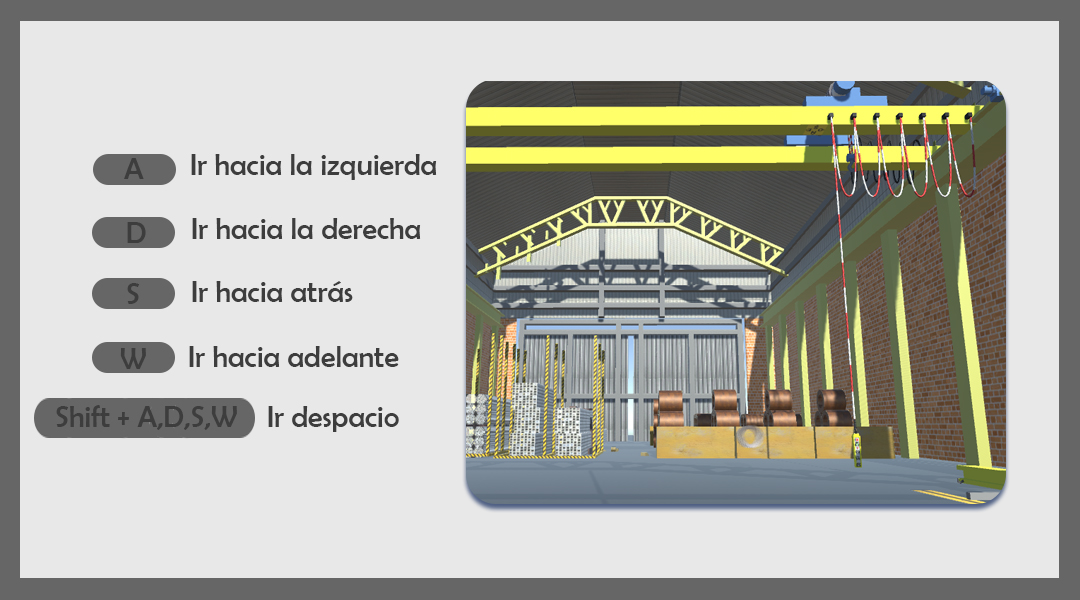 A Ir hacia la izquierda
D Ir hacia la derecha
S Ir hacia atrás
W Ir hacia adelante
Shift + A,D,S,W Ir despacio